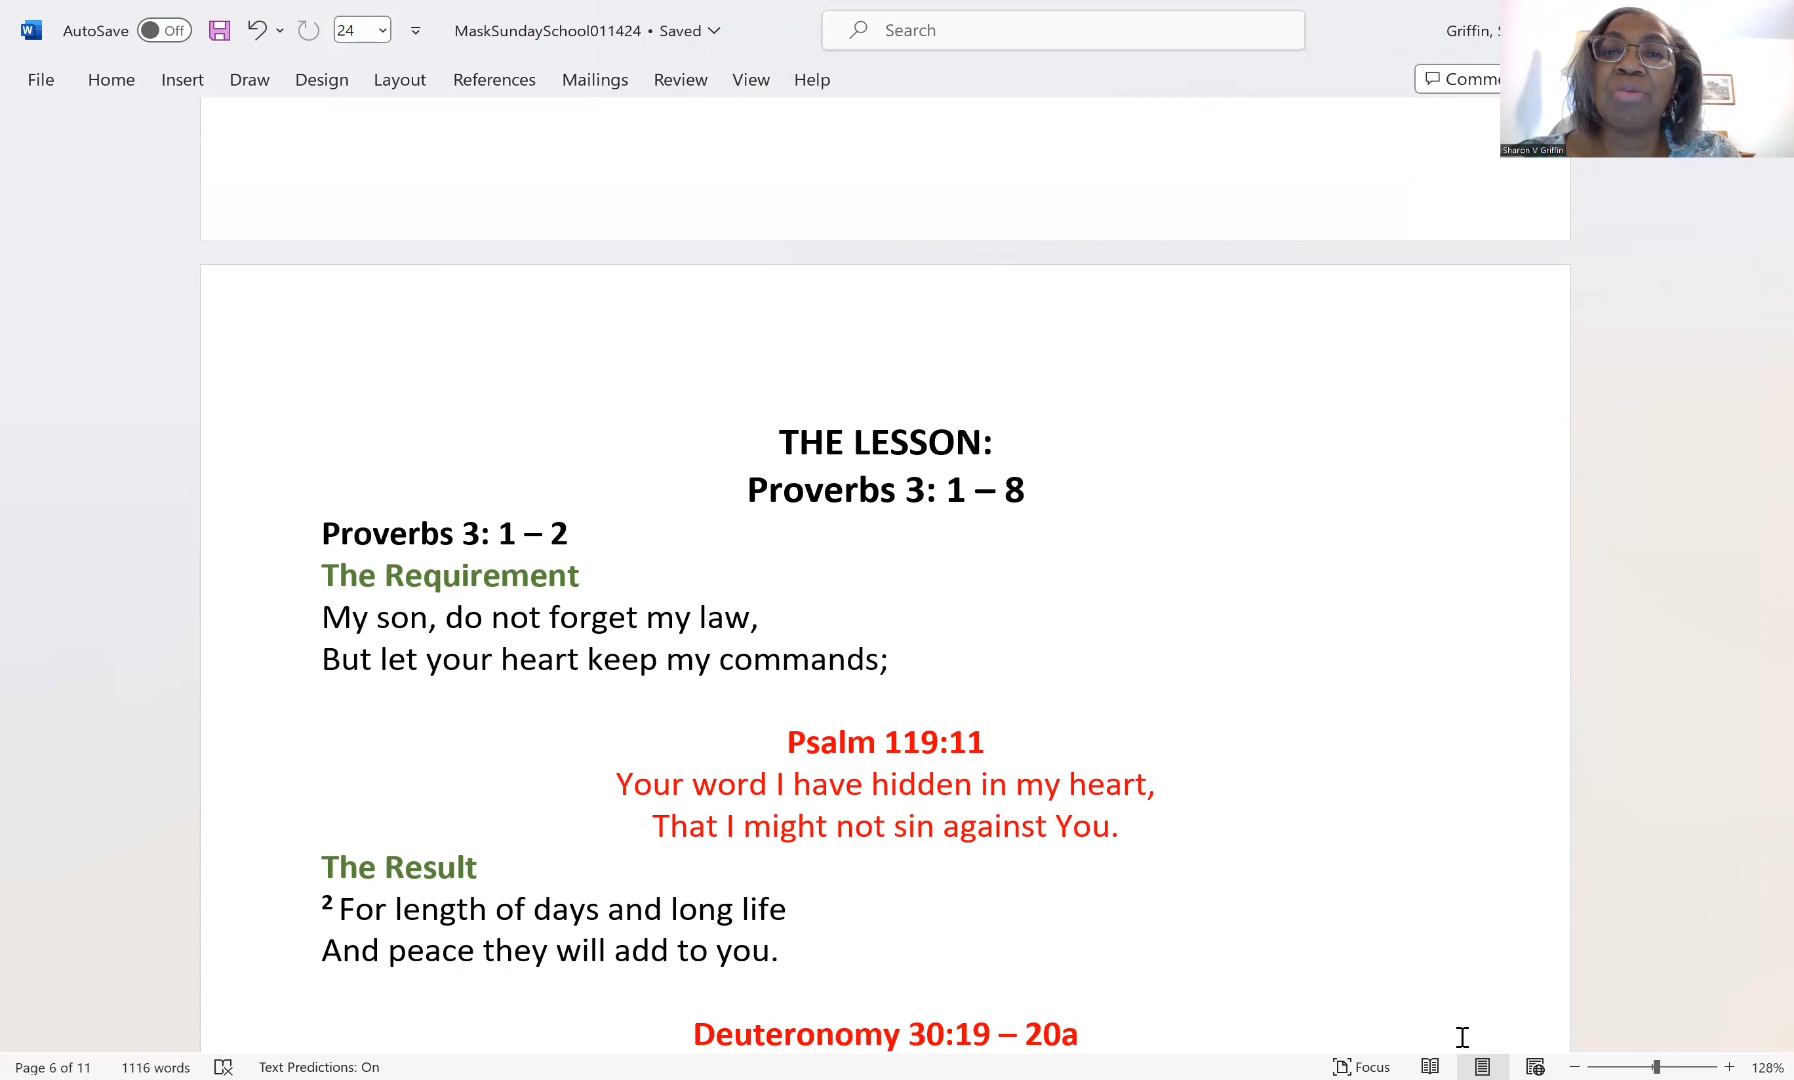 AutoSave Off 24 MaskSundaySchool011424 • Saved Search Griffin,
File Home Insert Draw Design Layout References Mailings Review View Help
Sharon V Griffin
THE LESSON:
Proverbs 3: 1 – 8
Proverbs 3: 1 – 2
The Requirement
My son, do not forget my law,
But let your heart keep my commands;
Psalm 119:11
Your word I have hidden in my heart,
That I might not sin against You.
The Result
2 For length of days and long life
And peace they will add to you.
Deuteronomy 30:19 – 20a
Page 6 of 11 1116 words Text Predictions: On Focus 128%